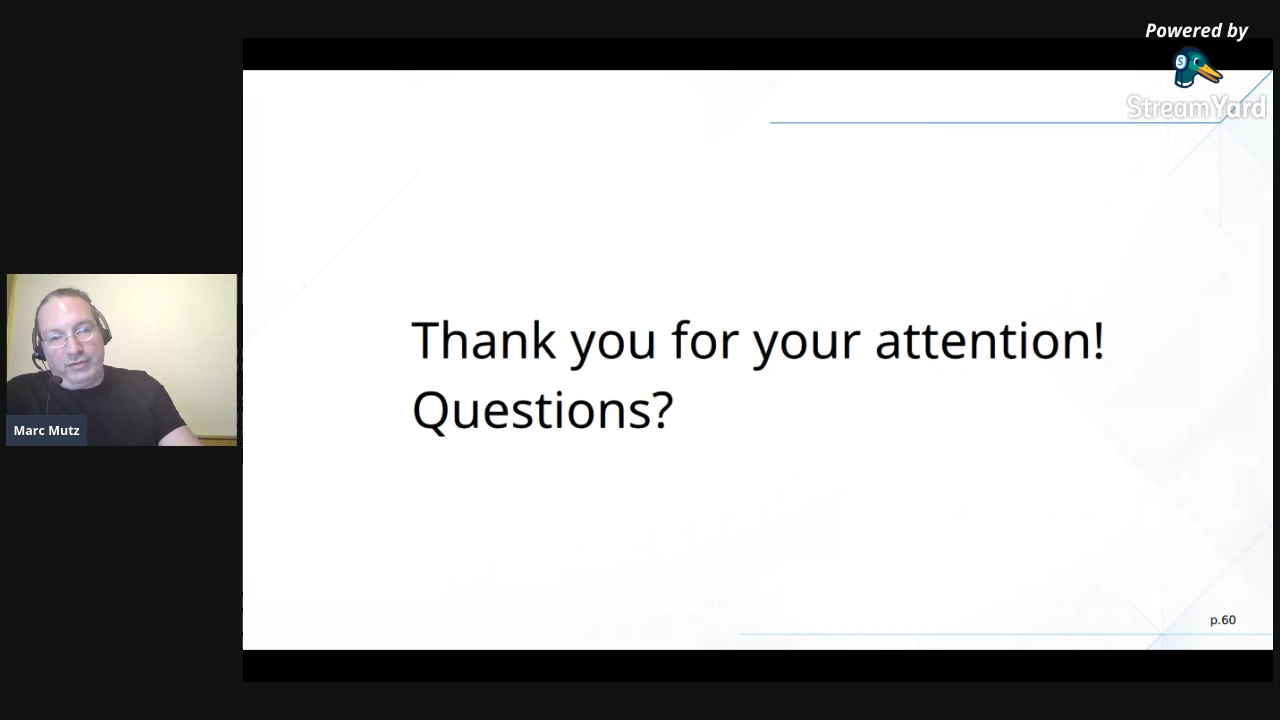 Powered by
StreamYard
Thank you for your attention!
Questions?
Marc Mutz
p.60